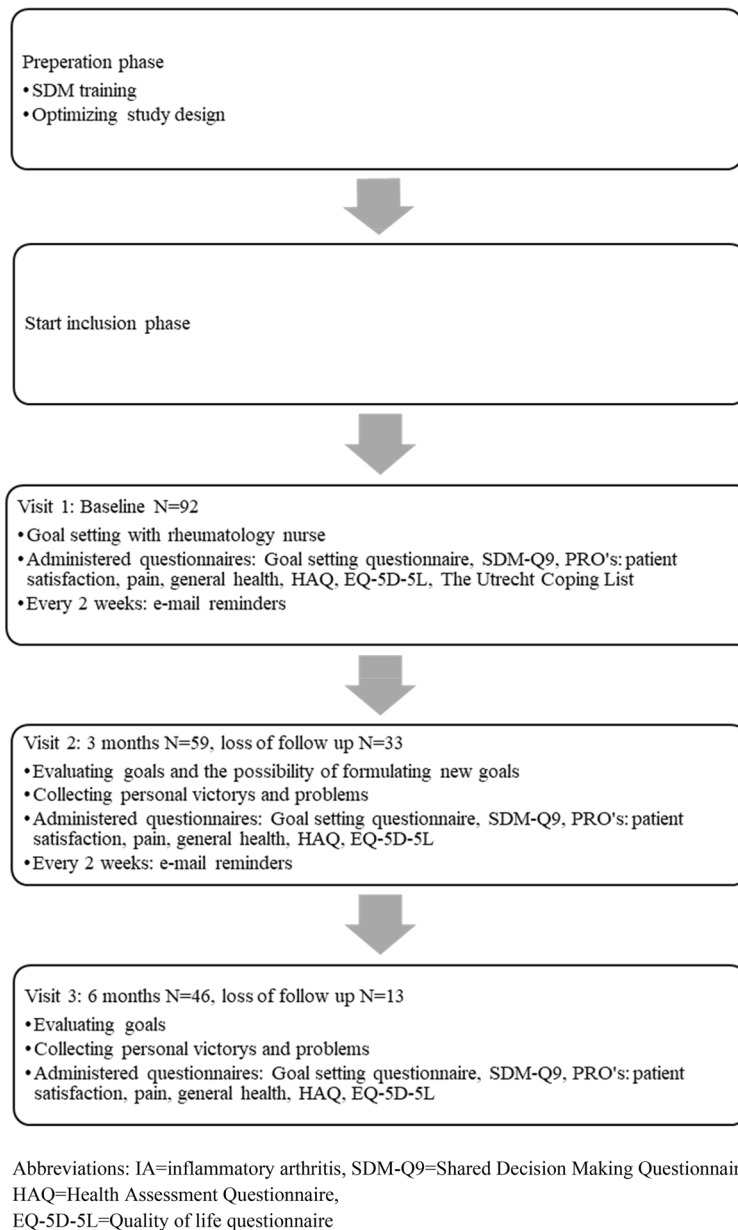 Preperation phase
•SDM training
•Optimizing study design
Start inclusion phase
Visit 1: Baseline N=92
•Goal setting with rheumatology nurse
•Administered questionnaires: Goal setting questionnaire, SDM-Q9, PRO's: patient
satisfaction, pain, general health, HAQ, EQ-5D-5L, The Utrecht Coping List
•Every 2 weeks: e-mail reminders
Visit 2: 3 months N=59, loss of follow up N=33
•Evaluating goals and the possibility of formulating new goals
•Collecting personal victorys and problems
•Administered questionnaires: Goal setting questionnaire, SDM-Q9, PRO's: patient
satisfaction, pain, general health, HAQ, EQ-5D-5L
•Every 2 weeks: e-mail reminders
Visit 3: 6 months N=46, loss of follow up N=13
•Evaluating goals
•Collecting personal victorys and problems
•Administered questionnaires: Goal setting questionnaire, SDM-Q9, PRO's: patient
satisfaction, pain, general health, HAQ, EQ-5D-5L
Abbreviations: IA=inflammatory arthritis, SDM-Q9=Shared Decision Making
HAQ=Health Assessment Questionnaire,
EQ-5D-5L=Quality of life questionnaire